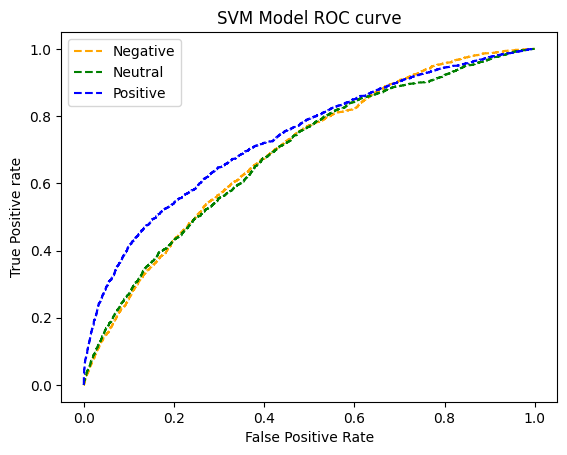 SVM Model ROC curve
Negative
Neutral
Positive
True Positive rate
1.0
0.8
0.6
0.4
0.2
0.0
0.0 0.2 0.4 0.6 0.8 1.0
False Positive Rate